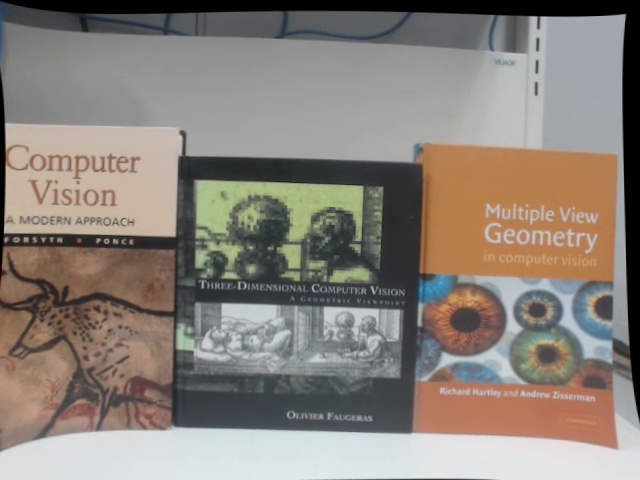 Computer
Vision
A MODERN APPROACH
FORSYTH ▪ PONCE
THREE-DIMENSIONAL COMPUTER VISION
A GEOMETRIC VIEWPOINT
OLIVIER FAUGERAS
Multiple View
Geometry
in computer vision
Richard Hartley and Andrew Zisserman